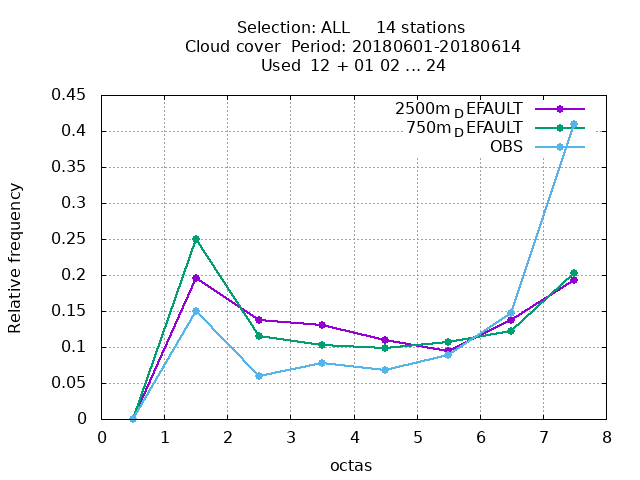 Selection: ALL 14 stations
Cloud cover Period: 20180601-20180614
Used 12 + 01 02 ... 24
2500m_DEFAULT
750m_DEFAULT
OBS
0.45
0.4
0.35
0.3
0.25
0.2
0.15
0.1
0.05
0
Relative frequency
0 1 2 3 4 5 6 7 8
octas